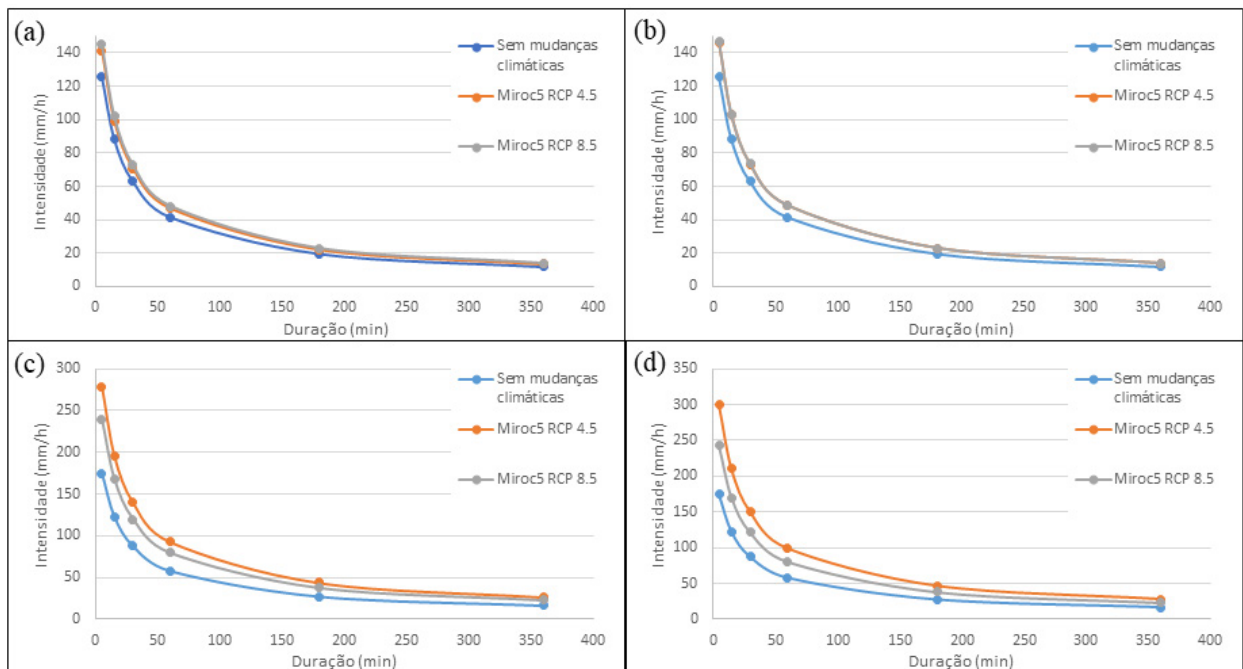 (a)
Sem mudanças
climáticas
Miroc5 RCP 4.5
Miroc5 RCP 8.5
Intensidade (mm/h)
140
120
100
80
60
40
20
0
0 50 100 150 200 250 300 350 400
Duração (min)
(b)
Sem mudanças
climáticas
Miroc5 RCP 4.5
Miroc5 RCP 8.5
Intensidade (mm/h)
140
120
100
80
60
40
20
0
0 50 100 150 200 250 300 350 400
Duração (min)
(c)
Sem mudanças
climáticas
Miroc5 RCP 4.5
Miroc5 RCP 8.5
Intensidade (mm/h)
300
250
200
150
100
50
0
0 50 100 150 200 250 300 350 400
Duração (min)
(d)
Sem mudanças
climáticas
Miroc5 RCP 4.5
Miroc5 RCP 8.5
Intensidade (mm/h)
350
300
250
200
150
100
50
0
0 50 100 150 200 250 300 350 400
Duração (min)